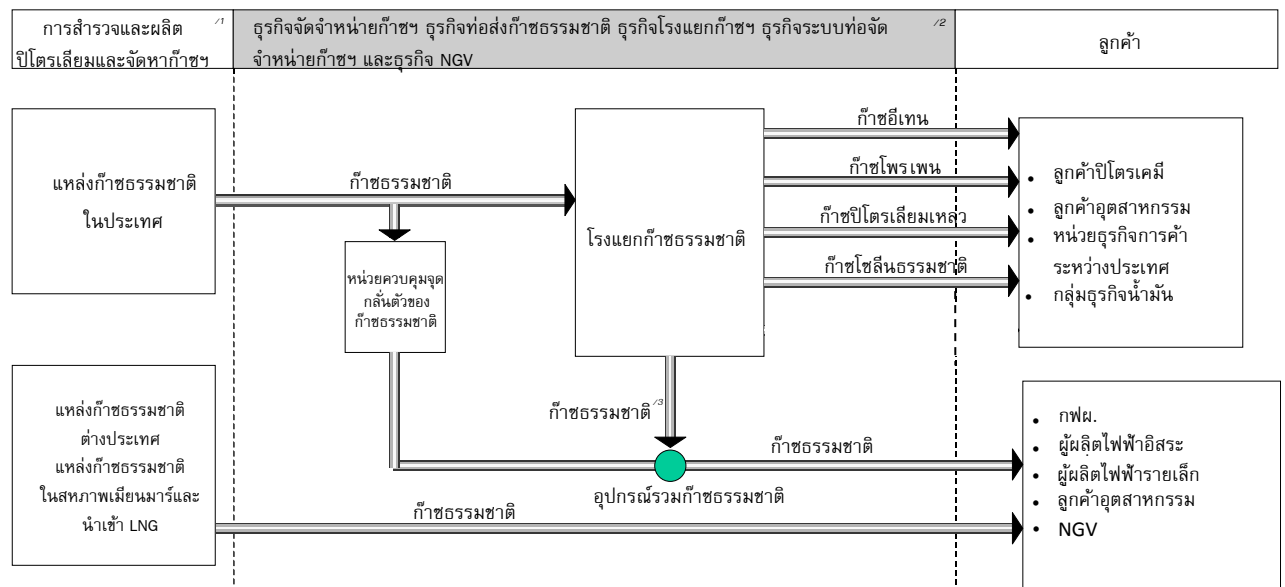 การสำรวจและผลิต /1
ปิโตรเลียมและจัดหาก๊าซฯ
ธุรกิจจัดจำหน่ายก๊าซฯ ธุรกิจท่อส่งก๊าซธรรมชาติ ธุรกิจโรงแยกก๊าซฯ ธุรกิจระบบท่อจัด /2
จำหน่ายก๊าซฯ และธุรกิจ NGV
ลูกค้า
แหล่งก๊าซธรรมชาติ
ในประเทศ
ก๊าซธรรมชาติ
หน่วยควบคุมจุด
กลั่นตัวของ
ก๊าซธรรมชาติ
โรงแยกก๊าซธรรมชาติ
ก๊าซอีเทน
ก๊าซโพรเพน
ก๊าซปิโตรเลียมเหลว
ก๊าซโซลีนธรรมชาติ
• ลูกค้าปิโตรเคมี
• ลูกค้าอุตสาหกรรม
• หน่วยธุรกิจการค้า
ระหว่างประเทศ
• กลุ่มธุรกิจน้ำมัน
แหล่งก๊าซธรรมชาติ
ต่างประเทศ
แหล่งก๊าซธรรมชาติ
ในสหภาพเมียนมาร์และ
นำเข้า LNG
ก๊าซธรรมชาติ /3
ก๊าซธรรมชาติ
อุปกรณ์รวมก๊าซธรรมชาติ
ก๊าซธรรมชาติ
• กฟผ.
• ผู้ผลิตไฟฟ้าอิสระ
• ผู้ผลิตไฟฟ้ารายเล็ก
• ลูกค้าอุตสาหกรรม
• NGV